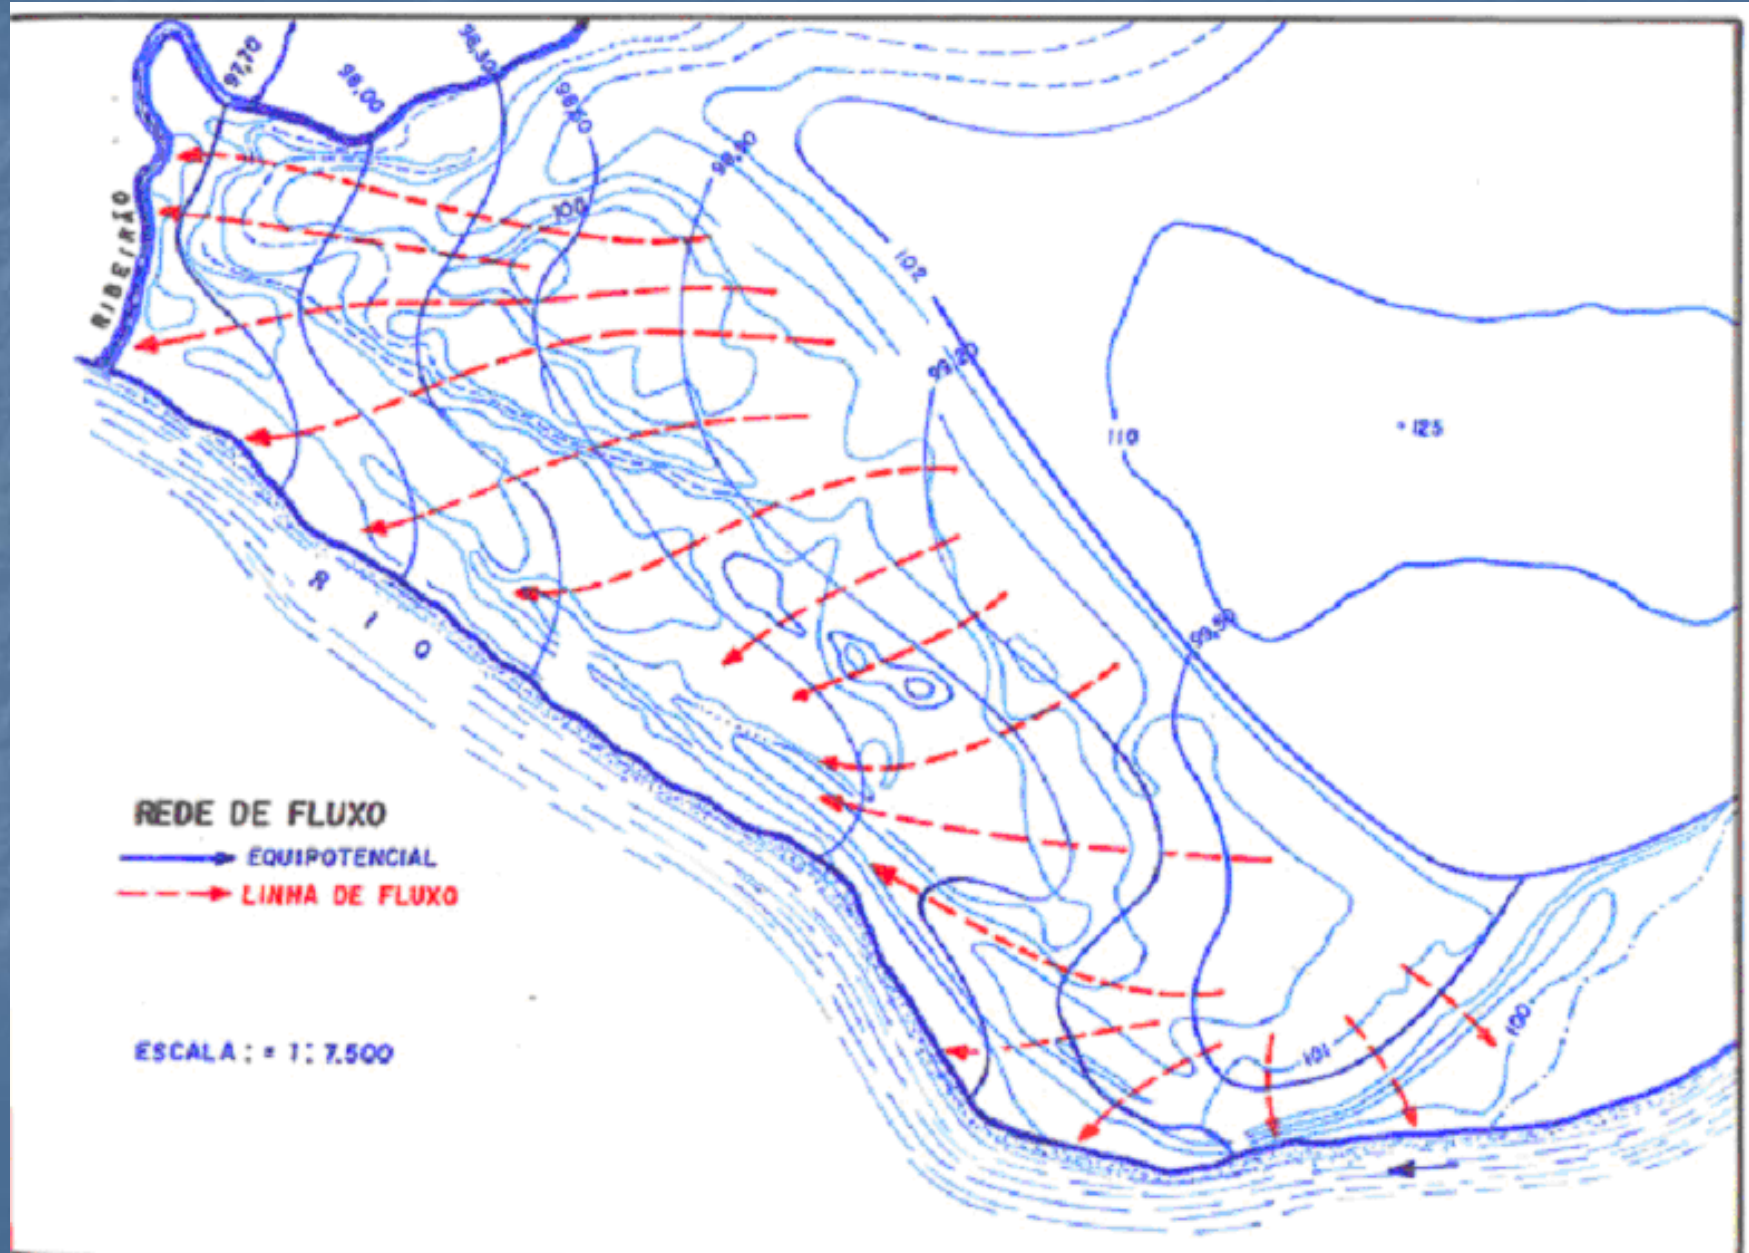 97,70
98,00
98,30
98,60
98,90
100
RIBEIRÃO
102
99,20
110
125
99,50
RIO
REDE DE FLUXO
EQUIPOTENCIAL
LINHA DE FLUXO
ESCALA : = 1 : 7.500
101
100